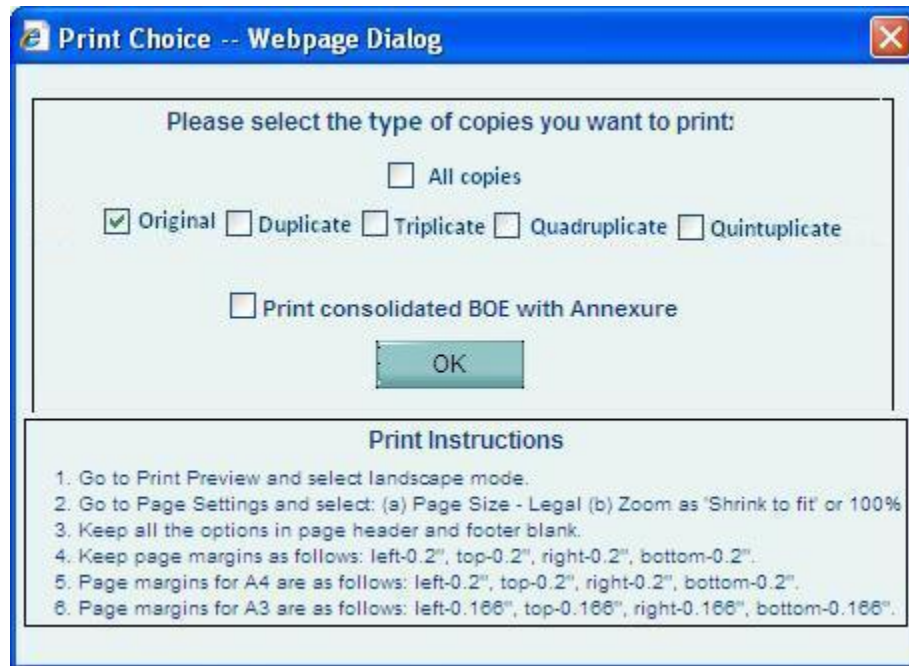 Print Choice -- Webpage Dialog
Please select the type of copies you want to print:
All copies
Original Duplicate Triplicate Quadruplicate Quintuplicate
Print consolidated BOE with Annexure
OK
Print Instructions
1. Go to Print Preview and select landscape mode.
2. Go to Page Settings and select: (a) Page Size - Legal (b) Zoom as 'Shrink to fit' or 100%
3. Keep all the options in page header and footer blank.
4. Keep page margins as follows: left-0.2", top-0.2", right-0.2", bottom-0.2".
5. Page margins for A4 are as follows: left-0.2", top-0.2", right-0.2", bottom-0.2".
6. Page margins for A3 are as follows: left-0.166", top-0.166", right-0.166", bottom-0.166".